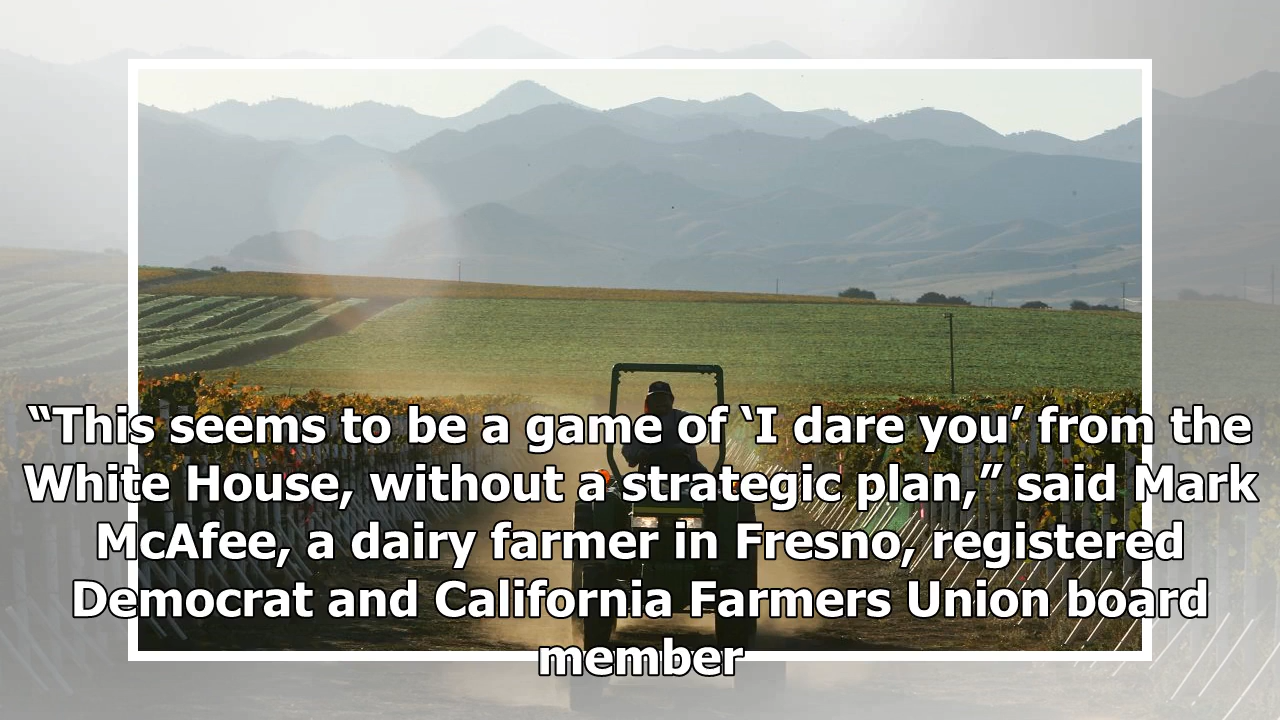 “This seems to be a game of ‘I dare you’ from the
White House, without a strategic plan,” said Mark
McAfee, a dairy farmer in Fresno, registered
Democrat and California Farmers Union board
member